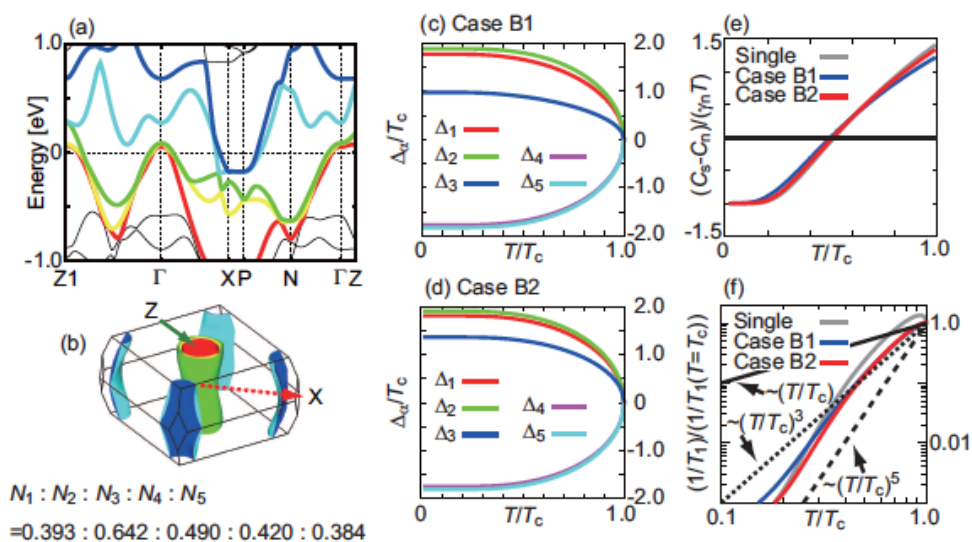 (a)
1.0
0
-1.0
Energy [eV]
Z1 Γ X P N Γ Z
(b)
Z
X
N1 : N2 : N3 : N4 : N5
=0.393 : 0.642 : 0.490 : 0.420 : 0.384
(c) Case B1
2.0
1.0
0
-1.0
-2.0
Δα/Tc
Δ1
Δ2 Δ4
Δ3 Δ5
0 T/Tc 1.0
(d) Case B2
2.0
1.0
0
-1.0
-2.0
Δα/Tc
Δ1
Δ2 Δ4
Δ3 Δ5
0 T/Tc 1.0
(e)
1.5
-1.5
(Cs-Cn)/(γnT)
Single
Case B1
Case B2
0 T/Tc 1.0
(f)
(1/T1)/(1/T1(T=Tc))
Single
Case B1
Case B2
1.0
0.01
~(T/Tc)
~(T/Tc)3
~(T/Tc)5
0.1 T/Tc 1.0